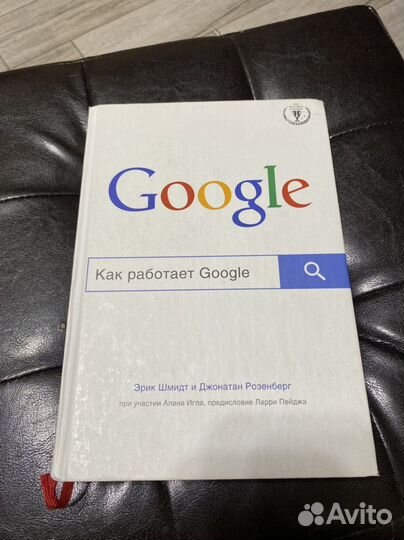 Google
Как работает Google
Эрик Шмидт и Джонатан Розенберг
при участии Алана Игла, предисловие Ларри Пейджа
Avito